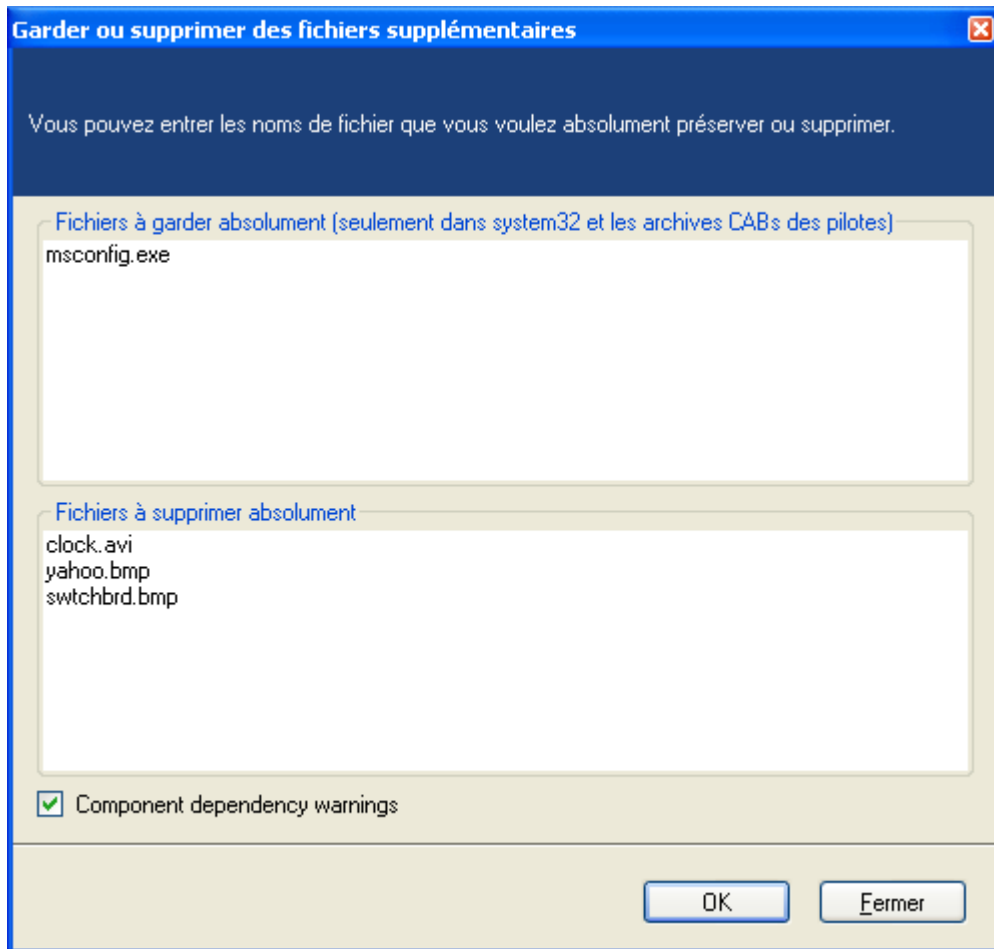 Garder ou supprimer des fichiers supplémentaires
Vous pouvez entrer les noms de fichier que vous voulez absolument préserver ou supprimer.
Fichiers à garder absolument (seulement dans system32 et les archives CABs des pilotes)
msconfig.exe
Fichiers à supprimer absolument
clock.avi
yahoo.bmp
swtchbrd.bmp
Component dependency warnings
OK
Fermer